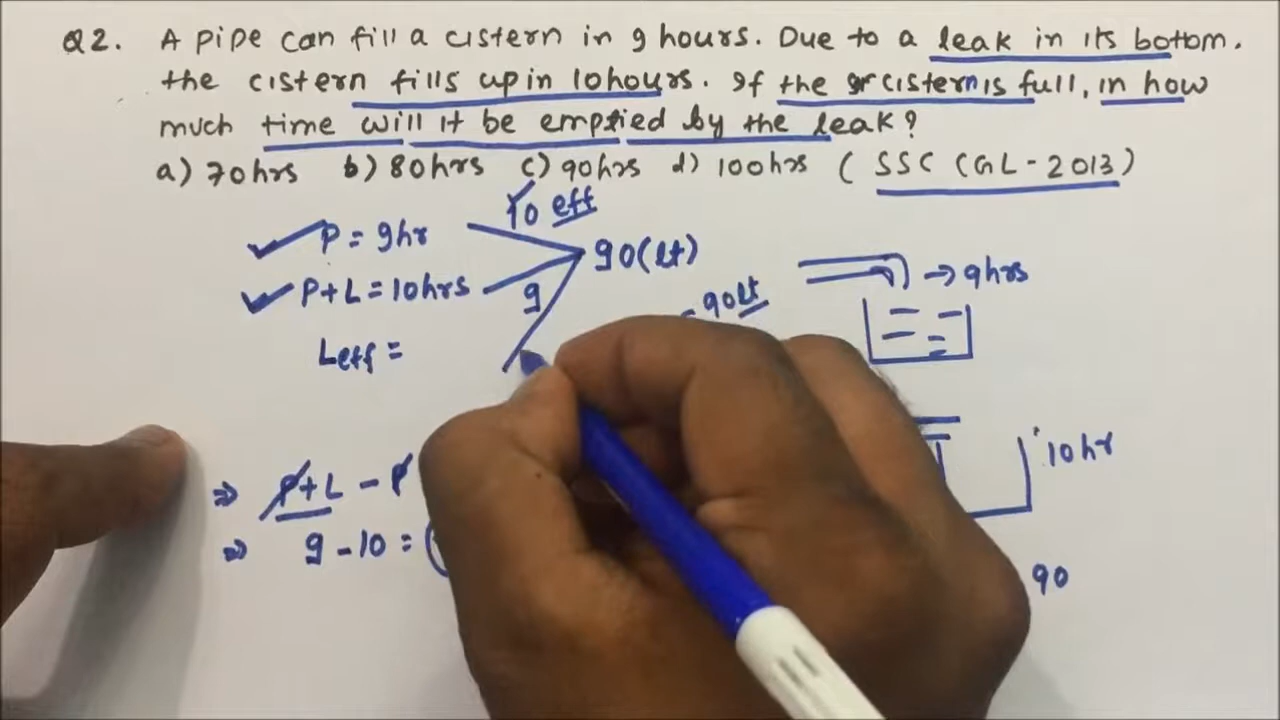 Q2. A pipe can fill a cistern in 9 hours. Due to a leak in its bottom.
the cistern fills up in 10 hours. If the cistern is full, in how
much time will it be emptied by the leak?
a) 70hrs b) 80hrs c) 90hrs d) 100hrs (SSC CGL-2013)
10 eff
P = 9hr 90(lt)
P+L = 10hrs 9 → 9hrs
90lt
Leff =
10hr
⇒ P+L - P
⇒ 9 - 10 =
90